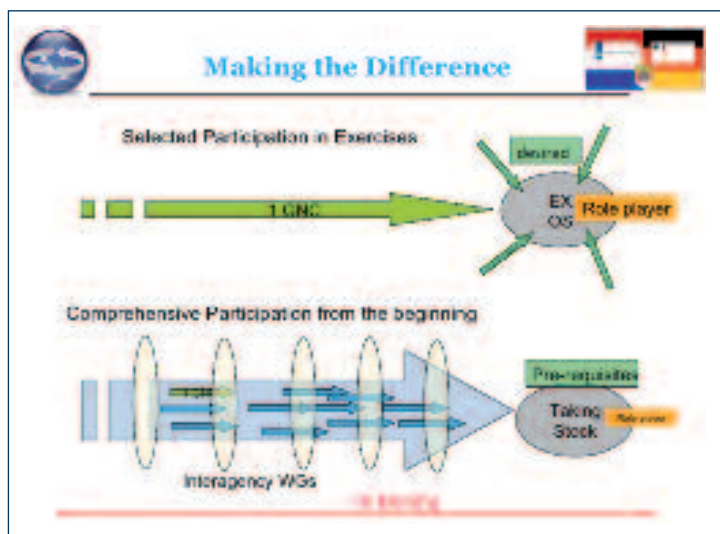 Making the Difference
Selected Participation in Exercises
desired
1 GNC
EX
OS
Role player
Comprehensive Participation from the beginning
Pre-requisites
Taking
Stock
Interagency WGs